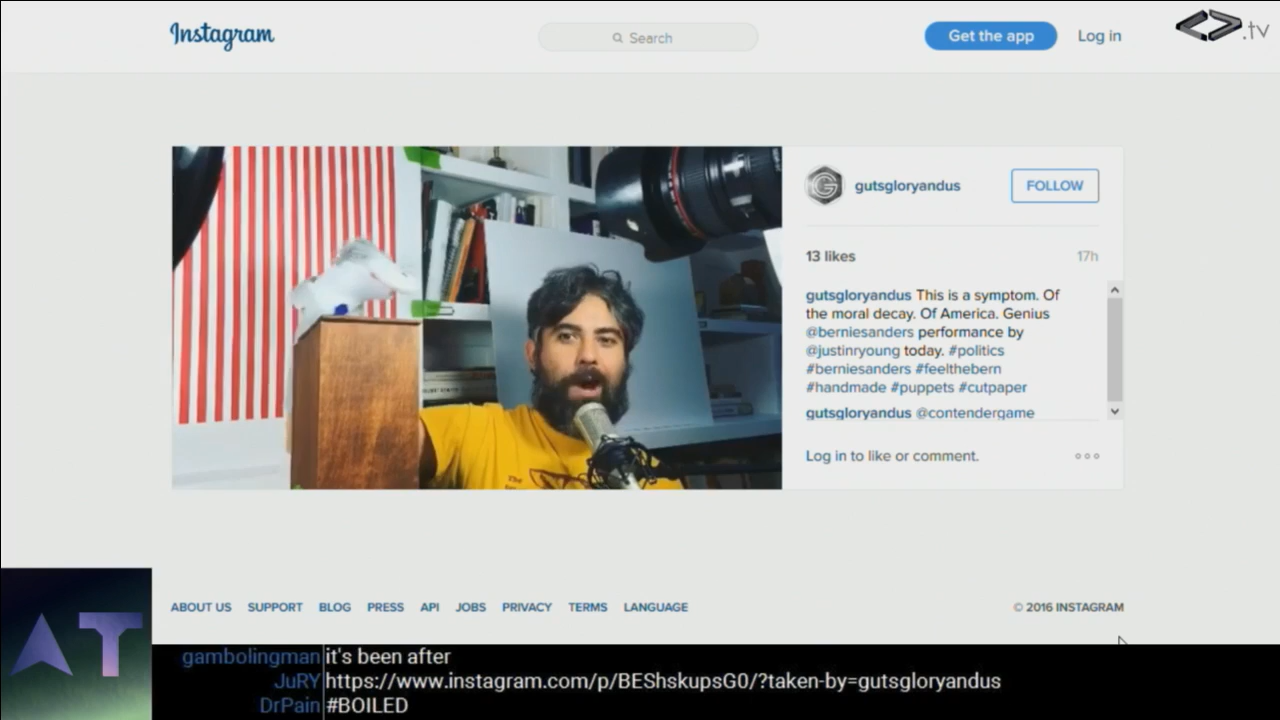 Instagram
Search
Get the app
Log in
.tv
gutsgloryandus
FOLLOW
13 likes
17h
gutsgloryandus This is a symptom. Of
the moral decay. Of America. Genius
@berniesanders performance by
@justinryoung today. #politics
#berniesanders #feelthebern
#handmade #puppets #cutpaper
gutsgloryandus @contendergame
Log in to like or comment.
The
ABOUT US SUPPORT BLOG PRESS API JOBS PRIVACY TERMS LANGUAGE
© 2016 INSTAGRAM
AT
gambolingman it's been after
JuRY https://www.instagram.com/p/BEShskupsG0/?taken-by=gutsgloryandus
DrPain #BOILED